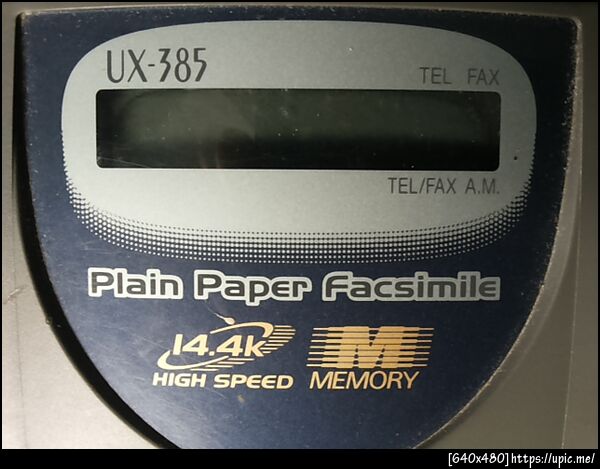 UX-385
TEL FAX
TEL/FAX A.M.
Plain Paper Facsimile
14.4K
HIGH SPEED
M
MEMORY
[640x480]https://upic.me/